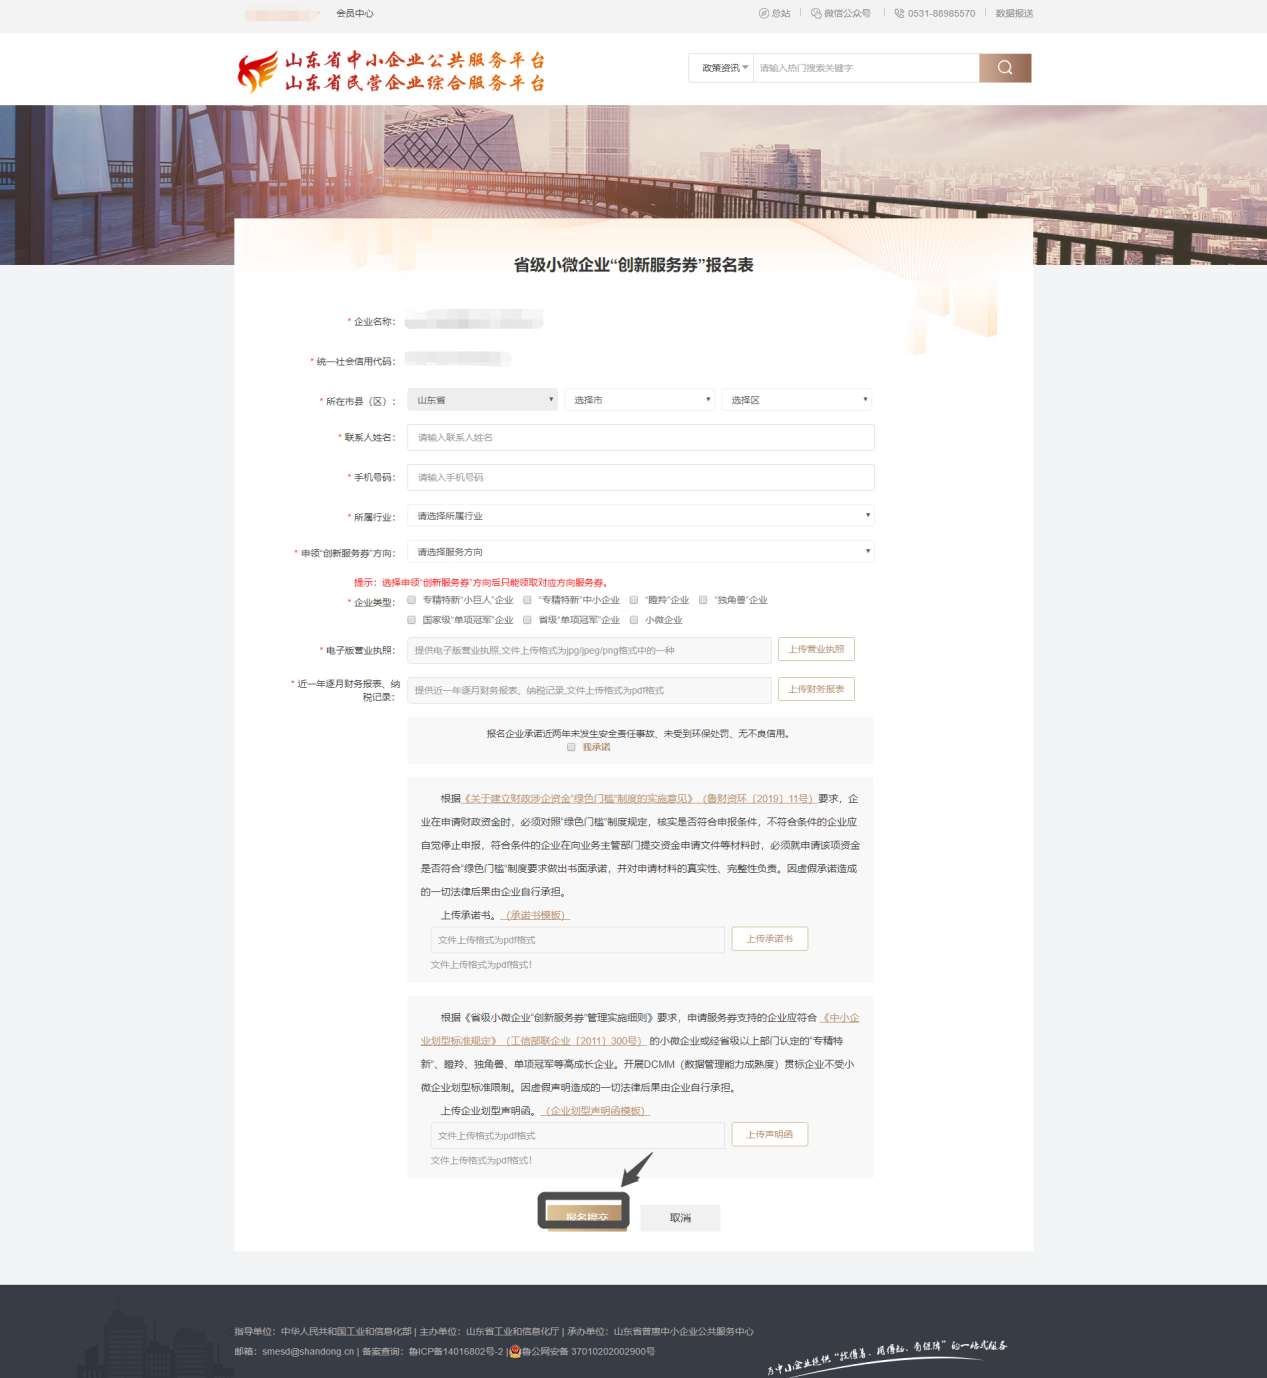 会员中心
总站 | 微信公众号 | 0531-88985570 | 数据报送
山东省中小企业公共服务平台
山东省民营企业综合服务平台
政策资讯 请输入热门搜索关键字
省级小微企业“创新服务券”报名表
* 企业名称：
* 统一社会信用代码：
* 所在市县（区）： 山东省 选择市 选择区
* 联系人姓名： 请输入联系人姓名
* 手机号码： 请输入手机号码
* 所属行业： 请选择所属行业
* 申领“创新服务券”方向： 请选择服务方向
提示：选择申领“创新服务券”方向后只能领取对应方向服务券。
* 企业类型： 专精特新“小巨人”企业 “专精特新”中小企业 “瞪羚”企业 “独角兽”企业
国家级“单项冠军”企业 省级“单项冠军”企业 小微企业
* 电子版营业执照： 提供电子版营业执照,文件上传格式为jpg/jpeg/png格式中的一种 上传营业执照
* 近一年逐月财务报表、纳
税记录： 提供近一年逐月财务报表、纳税记录,文件上传格式为pdf格式 上传财务报表
报名企业承诺近两年未发生安全责任事故、未受到环保处罚、无不良信用。
我承诺
根据《关于建立财政涉企资金“绿色门槛”制度的实施意见》（鲁财资环〔2019〕11号）要求，企
业在申请财政资金时，必须对照“绿色门槛”制度规定，核实是否符合申报条件，不符合条件的企业应
自觉停止申报，符合条件的企业在向业务主管部门提交资金申请文件等材料时，必须就申请该项资金
是否符合“绿色门槛”制度要求做出书面承诺，并对申请材料的真实性、完整性负责。因虚假承诺造成
的一切法律后果由企业自行承担。
上传承诺书。（承诺书模板）
文件上传格式为pdf格式 上传承诺书
文件上传格式为pdf格式!
根据《省级小微企业“创新服务券”管理实施细则》要求，申请服务券支持的企业应符合《中小企
业划型标准规定》（工信部联企业〔2011〕300号）的小微企业或经省级以上部门认定的“专精特
新”、瞪羚、独角兽、单项冠军等高成长企业。开展DCMM（数据管理能力成熟度）贯标企业不受小
微企业划型标准限制。因虚假声明造成的一切法律后果由企业自行承担。
上传企业划型声明函。（企业划型声明函模板）
文件上传格式为pdf格式 上传声明函
文件上传格式为pdf格式!
报名提交 取消
指导单位：中华人民共和国工业和信息化部 | 主办单位：山东省工业和信息化厅 | 承办单位：山东省普惠中小企业公共服务中心
邮箱：smesd@shandong.cn | 备案查询：鲁ICP备14016802号-2 | 鲁公网安备 37010202002900号
为中小企业提供“找得着、用得起、有保障”的一站式服务